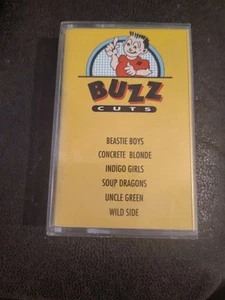 BUZZ
CUTS
BEASTIE BOYS
CONCRETE BLONDE
INDIGO GIRLS
SOUP DRAGONS
UNCLE GREEN
WILD SIDE